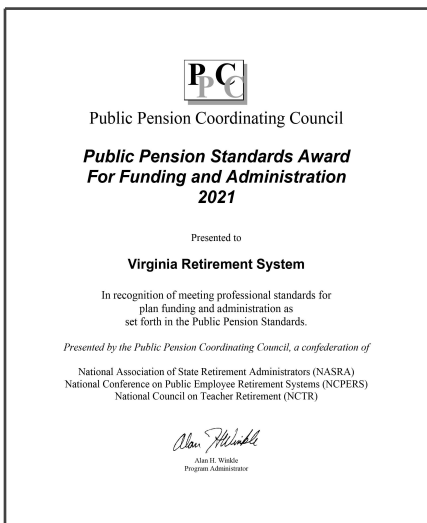 PPCC
Public Pension Coordinating Council
Public Pension Standards Award
For Funding and Administration
2021
Presented to
Virginia Retirement System
In recognition of meeting professional standards for
plan funding and administration as
set forth in the Public Pension Standards.
Presented by the Public Pension Coordinating Council, a confederation of
National Association of State Retirement Administrators (NASRA)
National Conference on Public Employee Retirement Systems (NCPERS)
National Council on Teacher Retirement (NCTR)
Alan H Winkle
Alan H. Winkle
Program Administrator